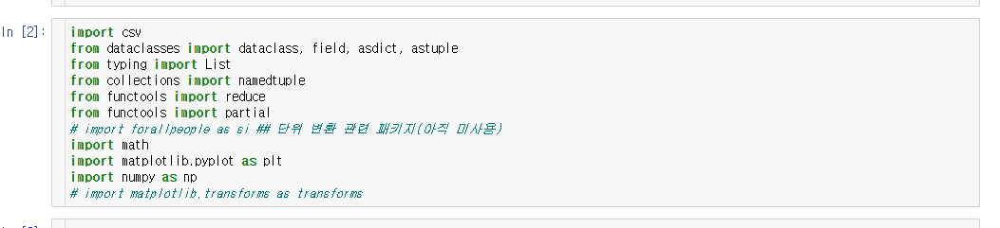 In [2]:
import csv
from dataclasses import dataclass, field, asdict, astuple
from typing import List
from collections import namedtuple
from functools import reduce
from functools import partial
# import forallpeople as si ## 단위 변환 관련 패키지(아직 미사용)
import math
import matplotlib.pyplot as plt
import numpy as np
# import matplotlib.transforms as transforms